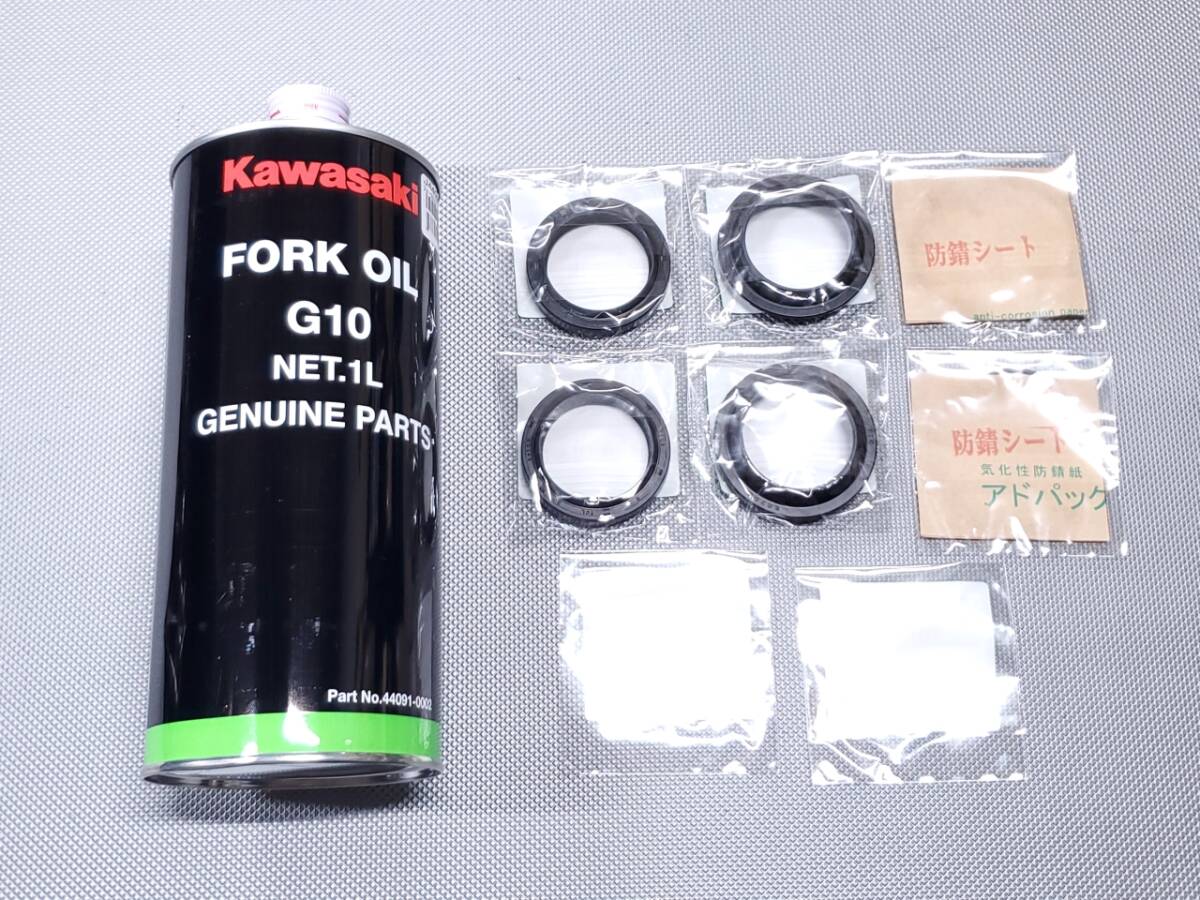 Kawasaki
FORK OIL
G10
NET.1L
GENUINE PARTS
Part No.44091-0002
防錆シート
anti-corrosion paper
防錆シート
気化性防錆紙
アドパック